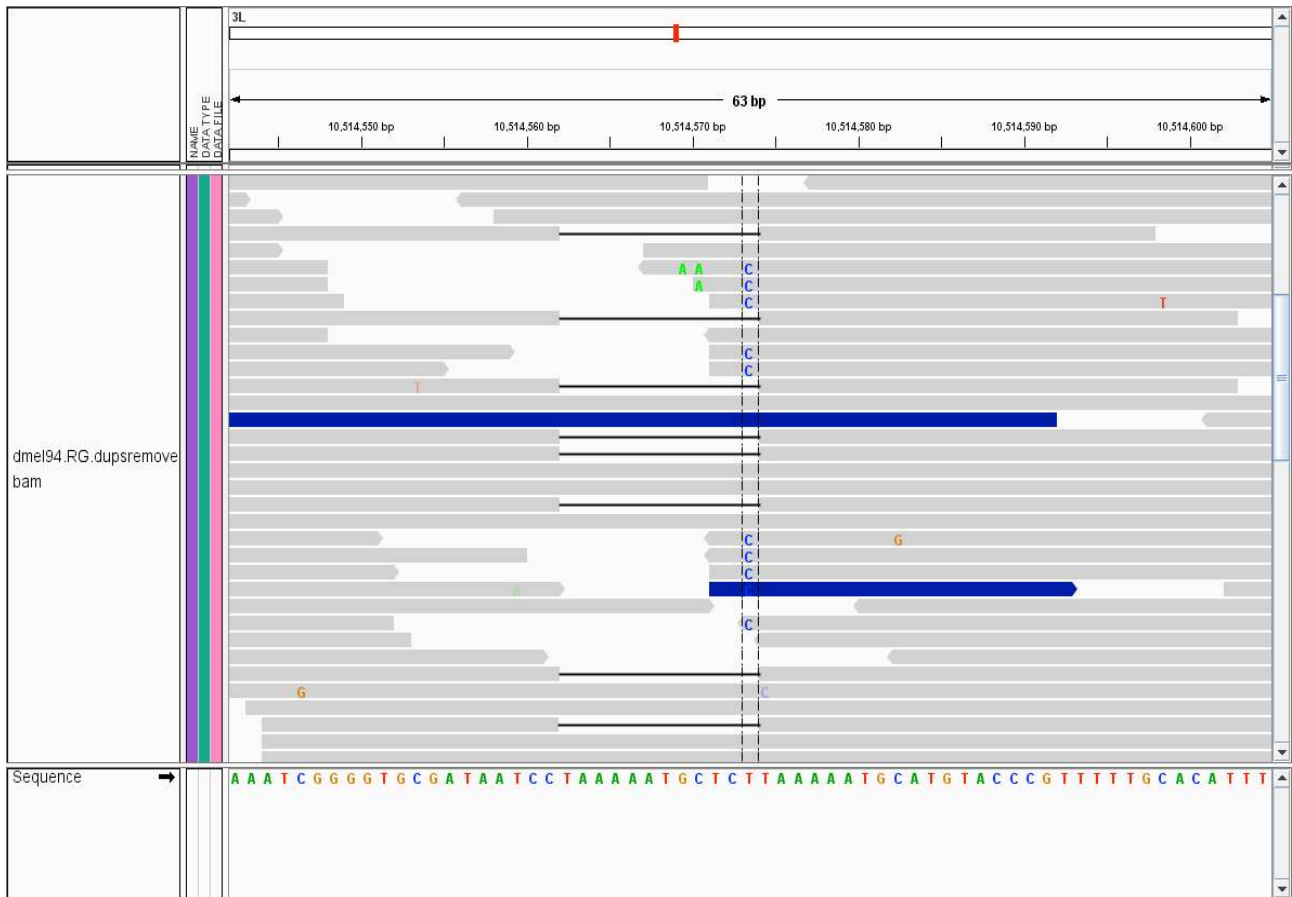 3L
63 bp
10,514,550 bp 10,514,560 bp 10,514,570 bp 10,514,580 bp 10,514,590 bp 10,514,600 bp
NAME
DATA TYPE
DATA FILE
A A C
A C
C T
C
C
T
dmel94.RG.dupsremove
bam
C G
C
C
A C
C
G C
Sequence
A A A T C G G G G T G C G A T A A T C C T A A A A A T G C T C T T A A A A A T G C A T G T A C C C G T T T T T G C A C A T T T